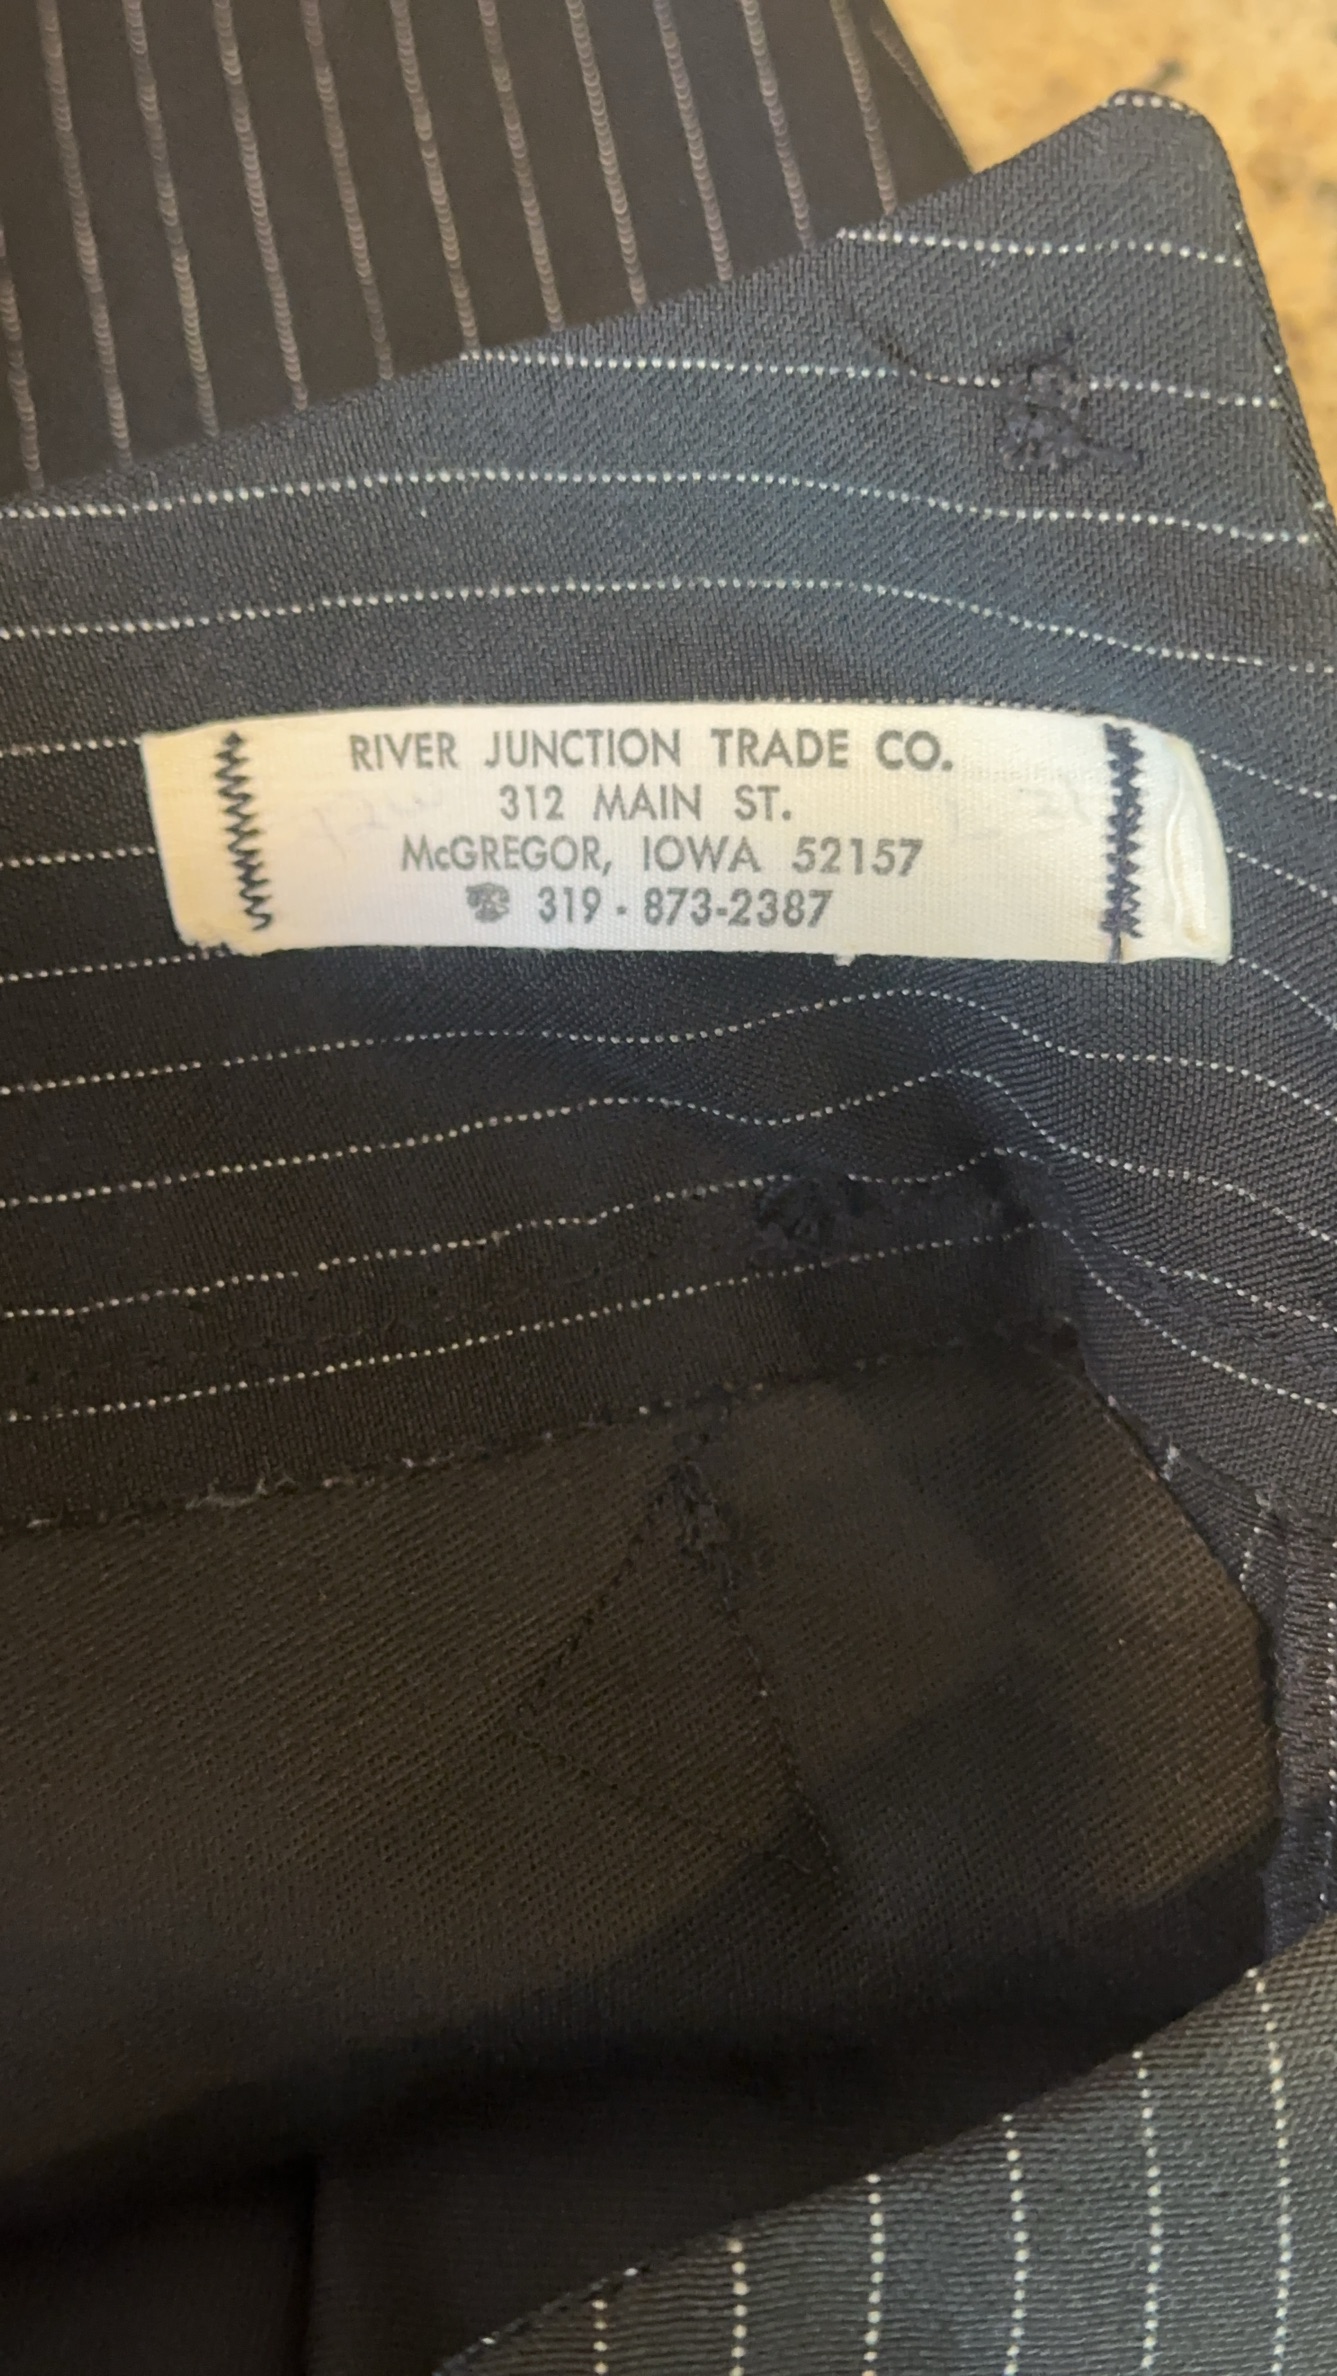 RIVER JUNCTION TRADE CO.
312 MAIN ST.
McGREGOR, IOWA 52157
☎ 319 - 873-2387